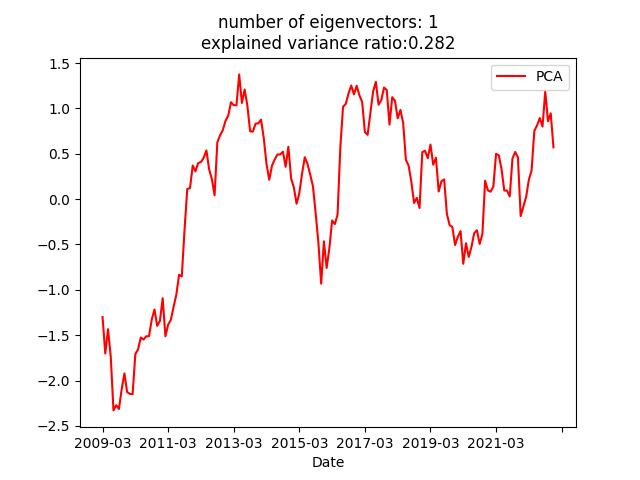 number of eigenvectors: 1
explained variance ratio:0.282
PCA
1.5
1.0
0.5
0.0
−0.5
−1.0
−1.5
−2.0
−2.5
2009-03 2011-03 2013-03 2015-03 2017-03 2019-03 2021-03
Date